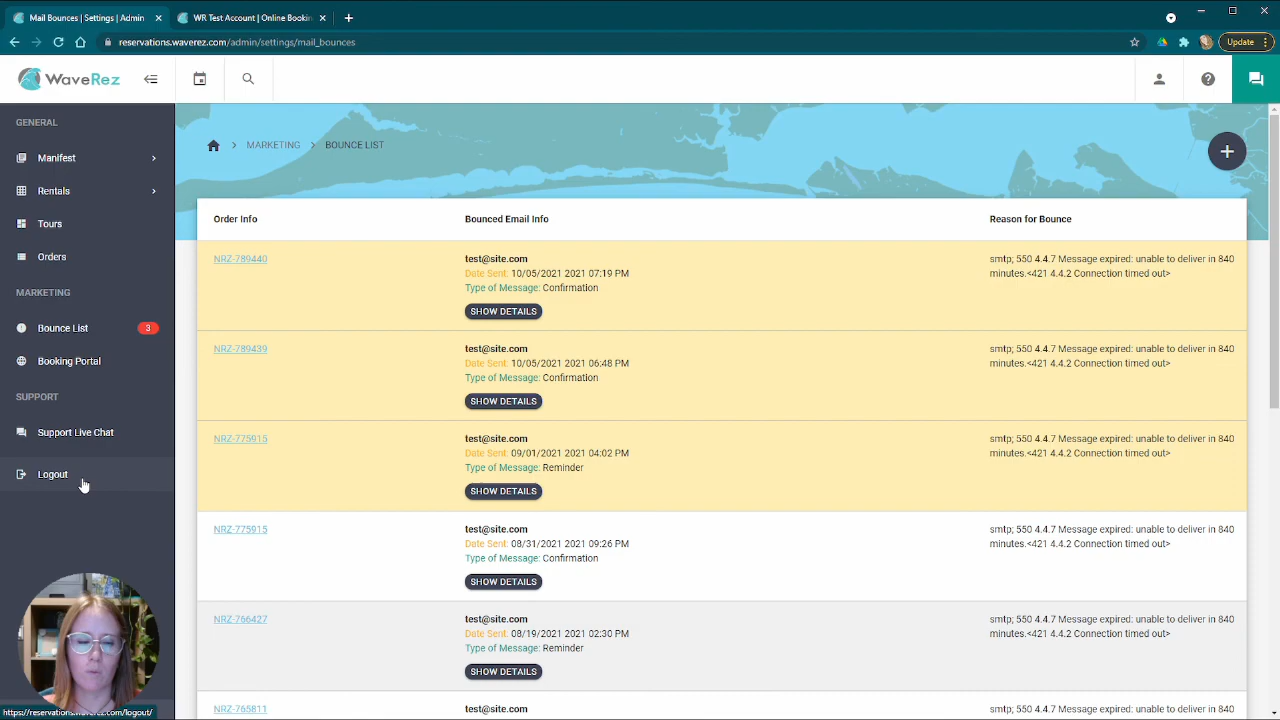 Mail Bounces | Settings | Admin
WR Test Account | Online Bookin
reservations.waverez.com/admin/settings/mail_bounces
Update
WaveRez
GENERAL
Manifest
Rentals
Tours
Orders
MARKETING
Bounce List 3
Booking Portal
SUPPORT
Support Live Chat
Logout
https://reservations.waverez.com/logout/
MARKETING > BOUNCE LIST
Order Info Bounced Email Info Reason for Bounce
NRZ-789440 test@site.com smtp; 550 4.4.7 Message expired: unable to deliver in 840
Date Sent: 10/05/2021 2021 07:19 PM minutes.<421 4.4.2 Connection timed out>
Type of Message: Confirmation
SHOW DETAILS
NRZ-789439 test@site.com smtp; 550 4.4.7 Message expired: unable to deliver in 840
Date Sent: 10/05/2021 2021 06:48 PM minutes.<421 4.4.2 Connection timed out>
Type of Message: Confirmation
SHOW DETAILS
NRZ-775915 test@site.com smtp; 550 4.4.7 Message expired: unable to deliver in 840
Date Sent: 09/01/2021 2021 04:02 PM minutes.<421 4.4.2 Connection timed out>
Type of Message: Reminder
SHOW DETAILS
NRZ-775915 test@site.com smtp; 550 4.4.7 Message expired: unable to deliver in 840
Date Sent: 08/31/2021 2021 09:26 PM minutes.<421 4.4.2 Connection timed out>
Type of Message: Confirmation
SHOW DETAILS
NRZ-766427 test@site.com smtp; 550 4.4.7 Message expired: unable to deliver in 840
Date Sent: 08/19/2021 2021 02:30 PM minutes.<421 4.4.2 Connection timed out>
Type of Message: Reminder
SHOW DETAILS
NRZ-765811 test@site.com smtp; 550 4.4.7 Message expired: unable to deliver in 840